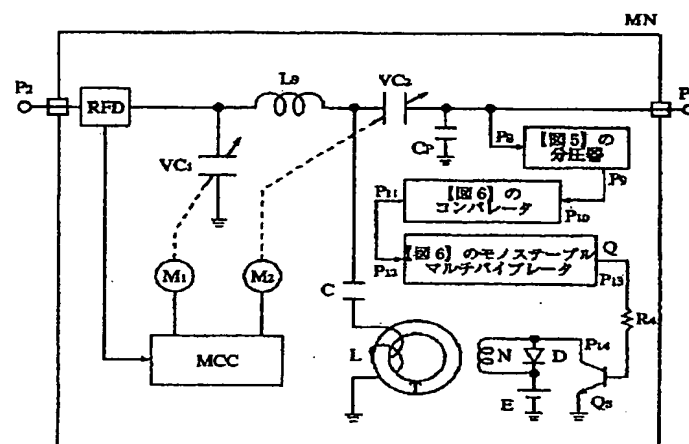 MN
P₂
RFD
L₉
VC₂
P
VC₁
C_P
P₈
【図5】の
分圧器
P₉
P₁₁
【図6】の
コンパレータ
P₁₀
P₁₂
【図6】のモノステーブル
マルチバイブレータ
Q
P₁₃
M₁
M₂
C
R₄
MCC
L
T
N
D
P₁₄
E
Q₅